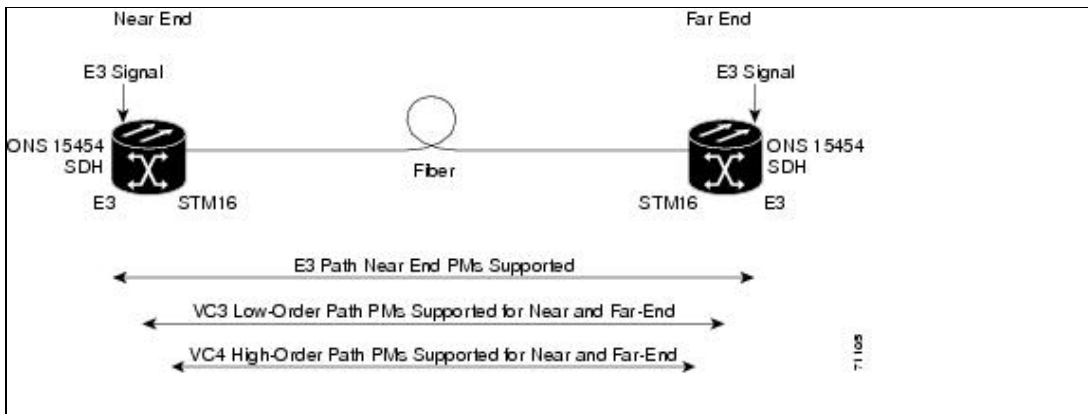 Near End
Far End
E3 Signal
E3 Signal
ONS 15454
SDH
ONS 15454
SDH
Fiber
E3
STM16
STM16
E3
E3 Path Near End PMs Supported
VC3 Low-Order Path PMs Supported for Near and Far-End
VC4 High-Order Path PMs Supported for Near and Far-End
71105